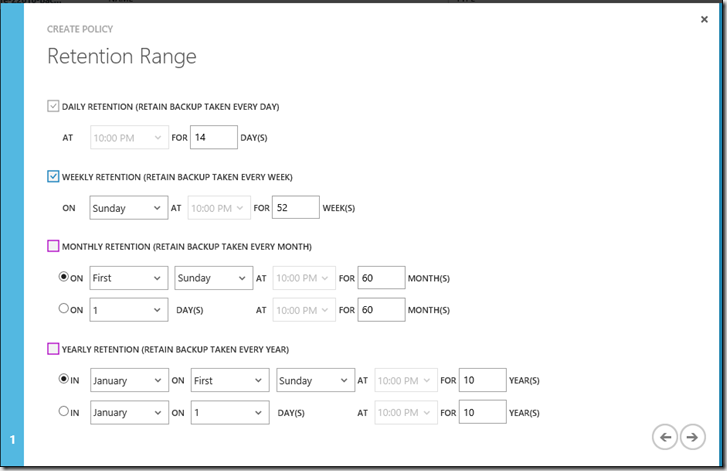 CREATE POLICY
Retention Range
DAILY RETENTION (RETAIN BACKUP TAKEN EVERY DAY)
AT 10:00 PM FOR 14 DAY(S)
WEEKLY RETENTION (RETAIN BACKUP TAKEN EVERY WEEK)
ON Sunday AT 10:00 PM FOR 52 WEEK(S)
MONTHLY RETENTION (RETAIN BACKUP TAKEN EVERY MONTH)
ON First Sunday AT 10:00 PM FOR 60 MONTH(S)
ON 1 DAY(S) AT 10:00 PM FOR 60 MONTH(S)
YEARLY RETENTION (RETAIN BACKUP TAKEN EVERY YEAR)
IN January ON First Sunday AT 10:00 PM FOR 10 YEAR(S)
IN January ON 1 DAY(S) AT 10:00 PM FOR 10 YEAR(S)
1